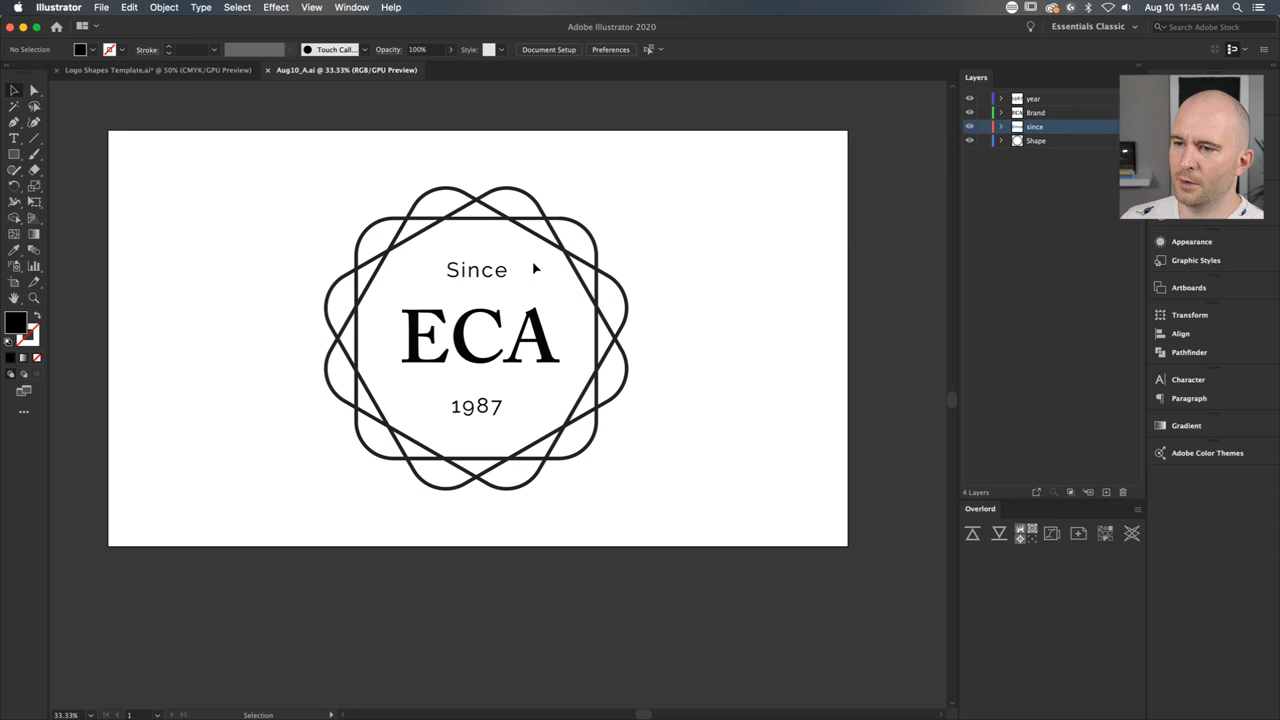 Illustrator File Edit Object Type Select Effect View Window Help Aug 10 11:45 AM
Adobe Illustrator 2020 Essentials Classic Search Adobe Stock
No Selection Stroke: Touch Call... Opacity: 100% Style: Document Setup Preferences
× Logo Shapes Template.ai* @ 50% (CMYK/GPU Preview) × Aug10_A.ai @ 33.33% (RGB/GPU Preview)
Layers
year
Brand
since
Shape
Since
ECA
1987
Appearance
Graphic Styles
Artboards
Transform
Align
Pathfinder
Character
Paragraph
Gradient
Adobe Color Themes
4 Layers
Overlord
33.33% 1 Selection